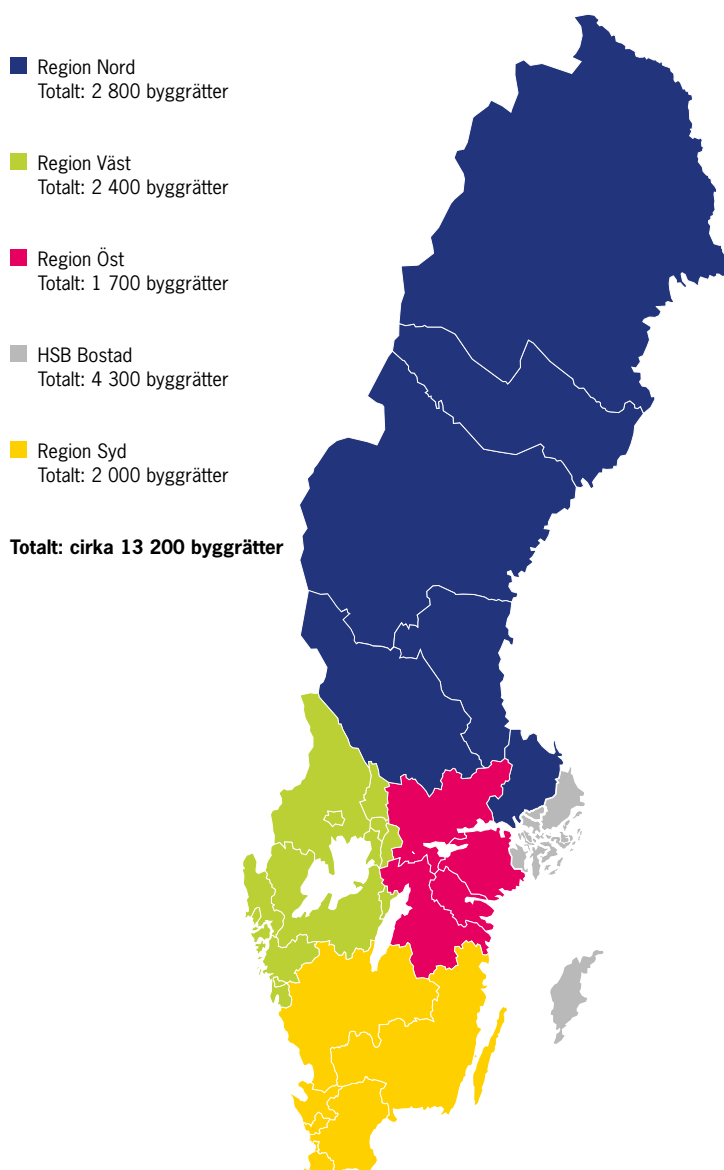 Region Nord
Totalt: 2 800 byggrätter
Region Väst
Totalt: 2 400 byggrätter
Region Öst
Totalt: 1 700 byggrätter
HSB Bostad
Totalt: 4 300 byggrätter
Region Syd
Totalt: 2 000 byggrätter
Totalt: cirka 13 200 byggrätter